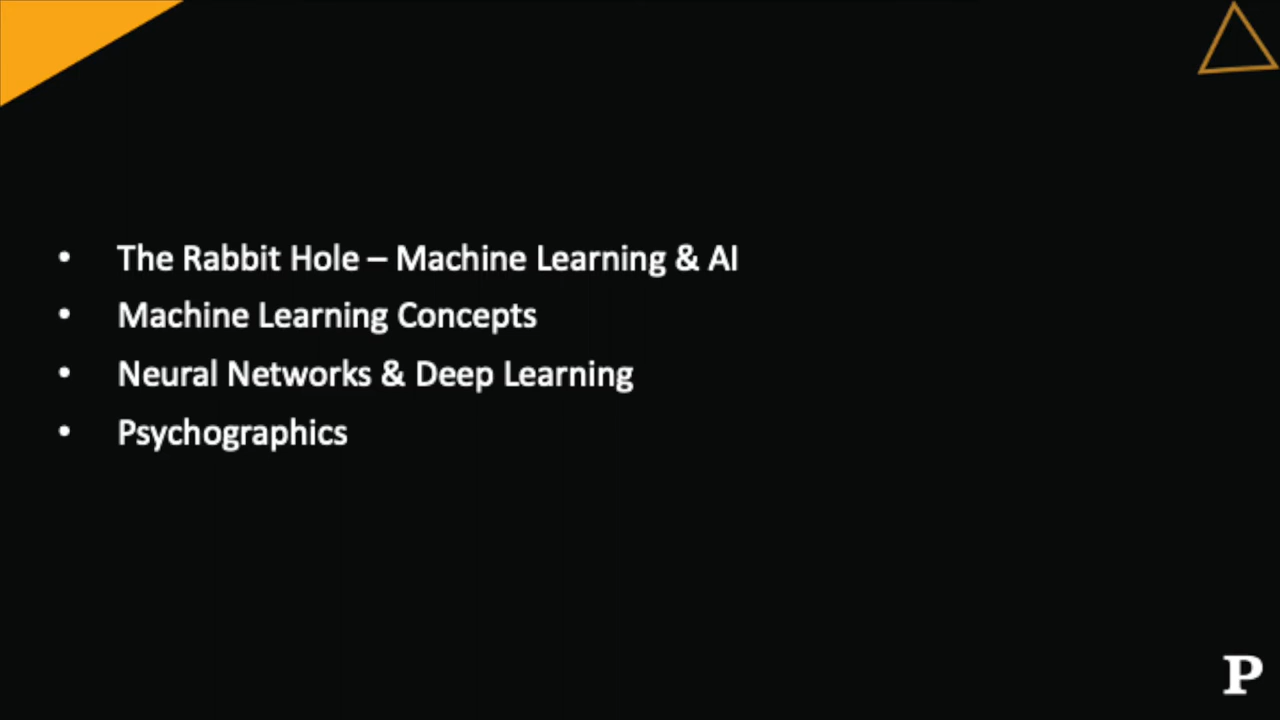 • The Rabbit Hole – Machine Learning & AI
• Machine Learning Concepts
• Neural Networks & Deep Learning
• Psychographics
P